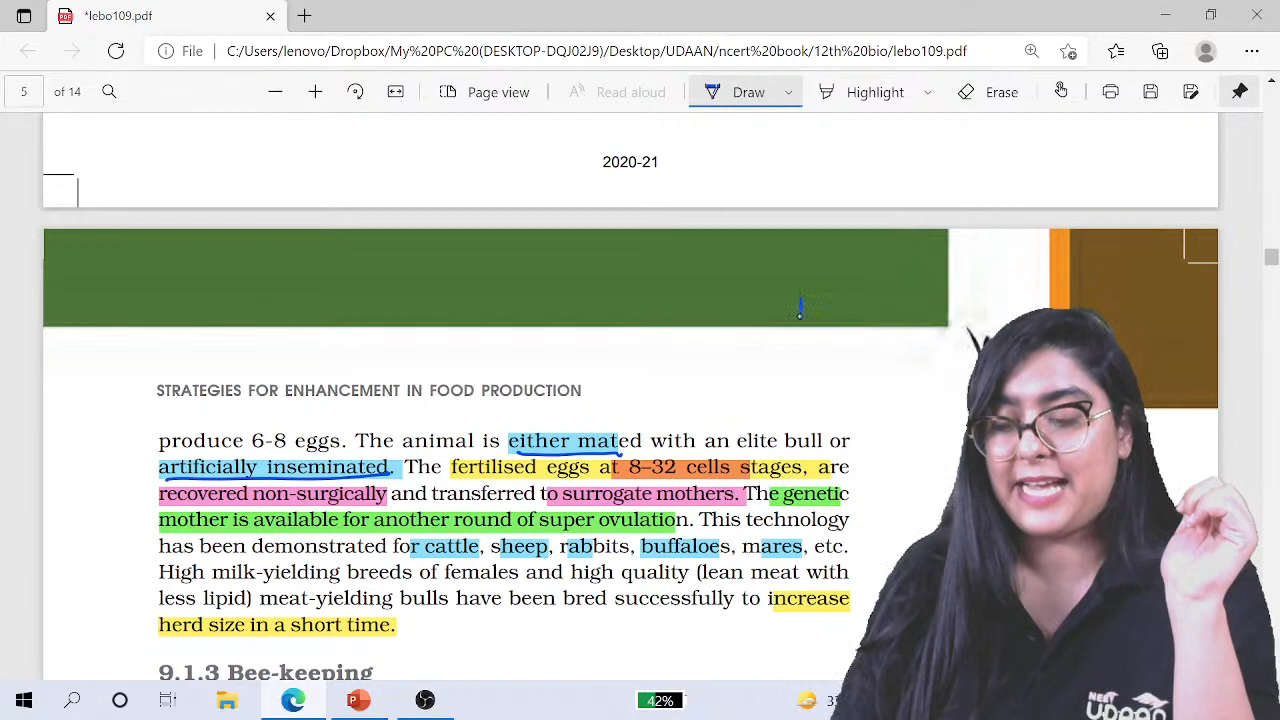 *lebo109.pdf
File C:/Users/lenovo/Dropbox/My%20PC%20(DESKTOP-DQJ02J9)/Desktop/UDAAN/ncert%20book/12th%20bio/lebo109.pdf
5 of 14 Page view Read aloud Draw Highlight Erase
2020-21
STRATEGIES FOR ENHANCEMENT IN FOOD PRODUCTION
produce 6-8 eggs. The animal is either mated with an elite bull or
artificially inseminated. The fertilised eggs at 8–32 cells stages, are
recovered non-surgically and transferred to surrogate mothers. The genetic
mother is available for another round of super ovulation. This technology
has been demonstrated for cattle, sheep, rabbits, buffaloes, mares, etc.
High milk-yielding breeds of females and high quality (lean meat with
less lipid) meat-yielding bulls have been bred successfully to increase
herd size in a short time.
9.1.3 Bee-keeping
42%
NEET
UDAAN